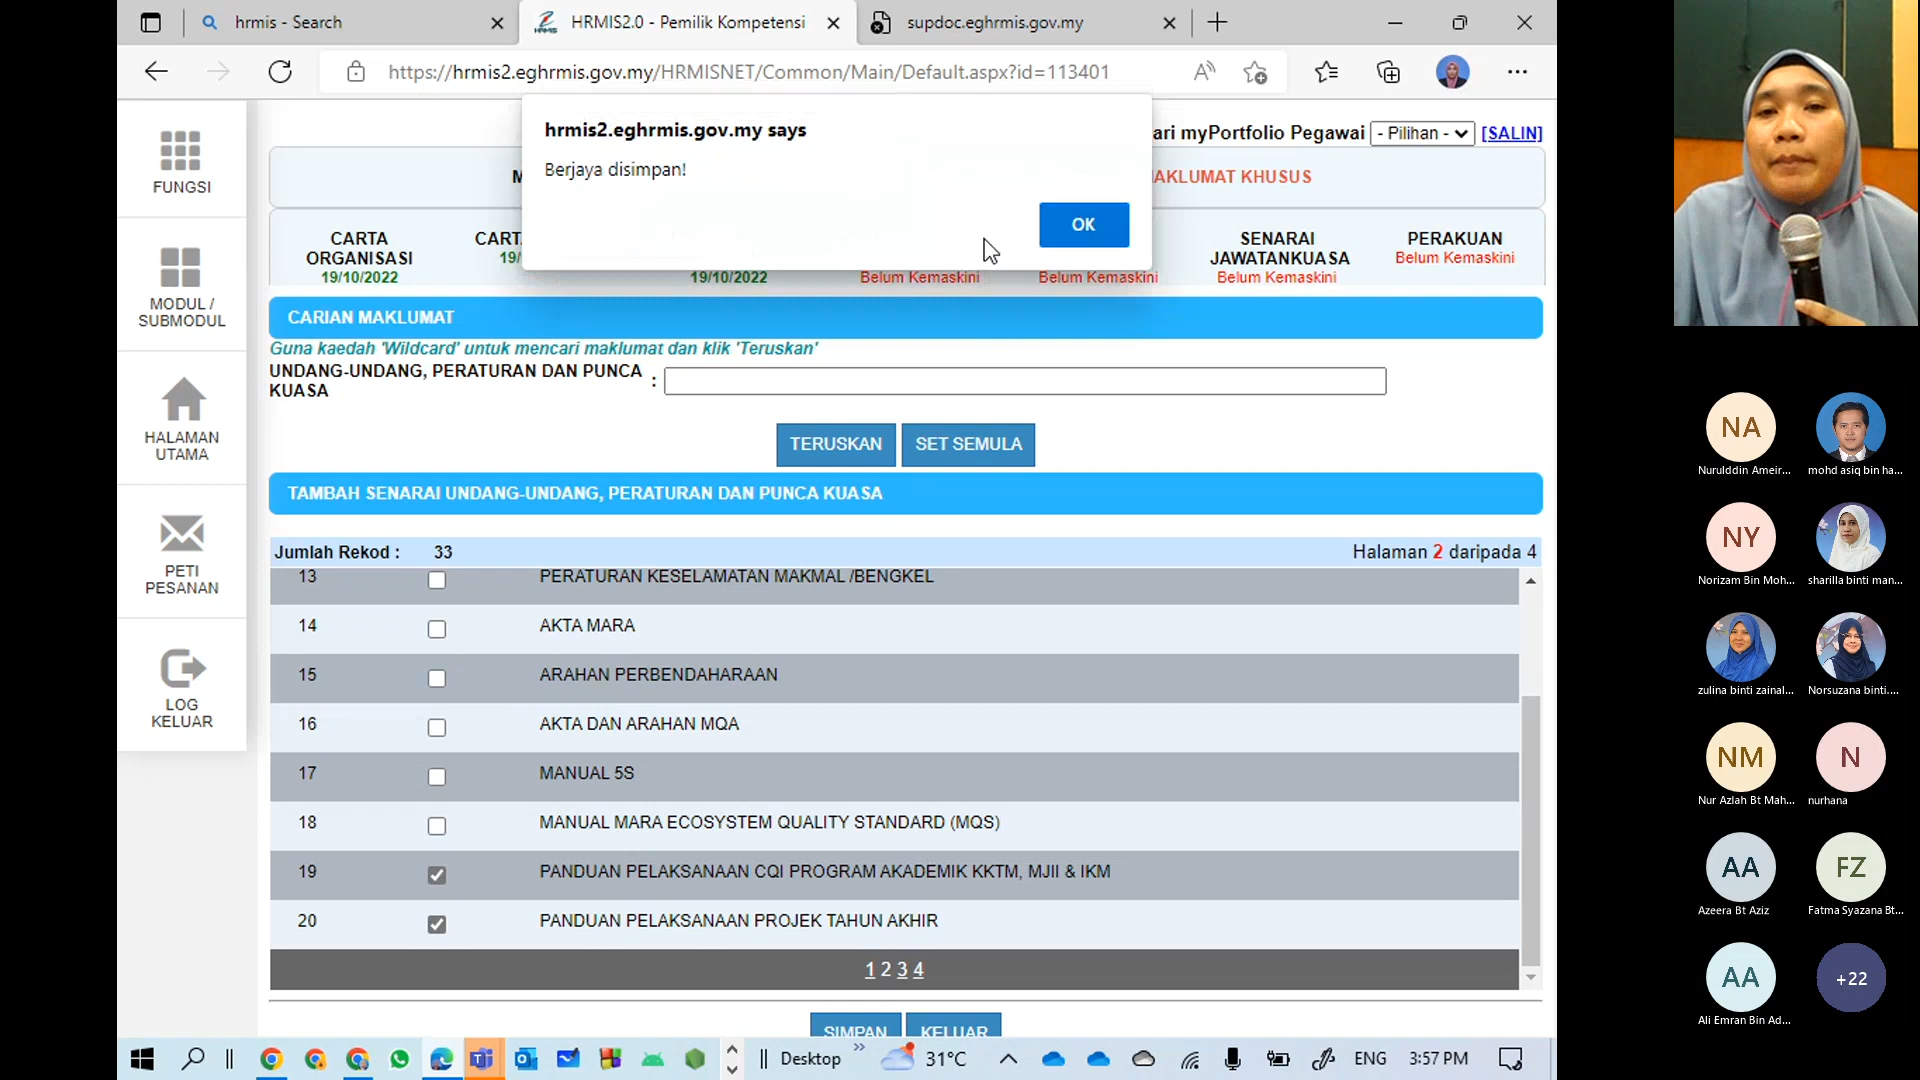 hrmis - Search
HRMIS2.0 - Pemilik Kompetensi
supdoc.eghrmis.gov.my
https://hrmis2.eghrmis.gov.my/HRMISNET/Common/Main/Default.aspx?id=113401
hrmis2.eghrmis.gov.my says
Berjaya disimpan!
OK
ari myPortfolio Pegawai - Pilihan - [SALIN]
AKLUMAT KHUSUS
FUNGSI
MODUL /
SUBMODUL
HALAMAN
UTAMA
PETI
PESANAN
LOG
KELUAR
CARTA
ORGANISASI
19/10/2022
CART
19/
19/10/2022
Belum Kemaskini
Belum Kemaskini
SENARAI
JAWATANKUASA
Belum Kemaskini
PERAKUAN
Belum Kemaskini
CARIAN MAKLUMAT
Guna kaedah 'Wildcard' untuk mencari maklumat dan klik 'Teruskan'
UNDANG-UNDANG, PERATURAN DAN PUNCA
KUASA :
TERUSKAN SET SEMULA
TAMBAH SENARAI UNDANG-UNDANG, PERATURAN DAN PUNCA KUASA
Jumlah Rekod : 33 Halaman 2 daripada 4
13 PERATURAN KESELAMATAN MAKMAL /BENGKEL
14 AKTA MARA
15 ARAHAN PERBENDAHARAAN
16 AKTA DAN ARAHAN MQA
17 MANUAL 5S
18 MANUAL MARA ECOSYSTEM QUALITY STANDARD (MQS)
19 PANDUAN PELAKSANAAN CQI PROGRAM AKADEMIK KKTM, MJII & IKM
20 PANDUAN PELAKSANAAN PROJEK TAHUN AKHIR
1 2 3 4
SIMPAN KELUAR
Desktop 31°C ENG 3:57 PM
NA
Nurulddin Ameir...
mohd asiq bin ha...
NY
Norizam Bin Moh...
sharilla binti man...
zulina binti zainal...
Norsuzana binti....
NM
Nur Azlah Bt Mah...
N
nurhana
AA
Azeera Bt Aziz
FZ
Fatma Syazana Bt...
AA
Ali Emran Bin Ad...
+22